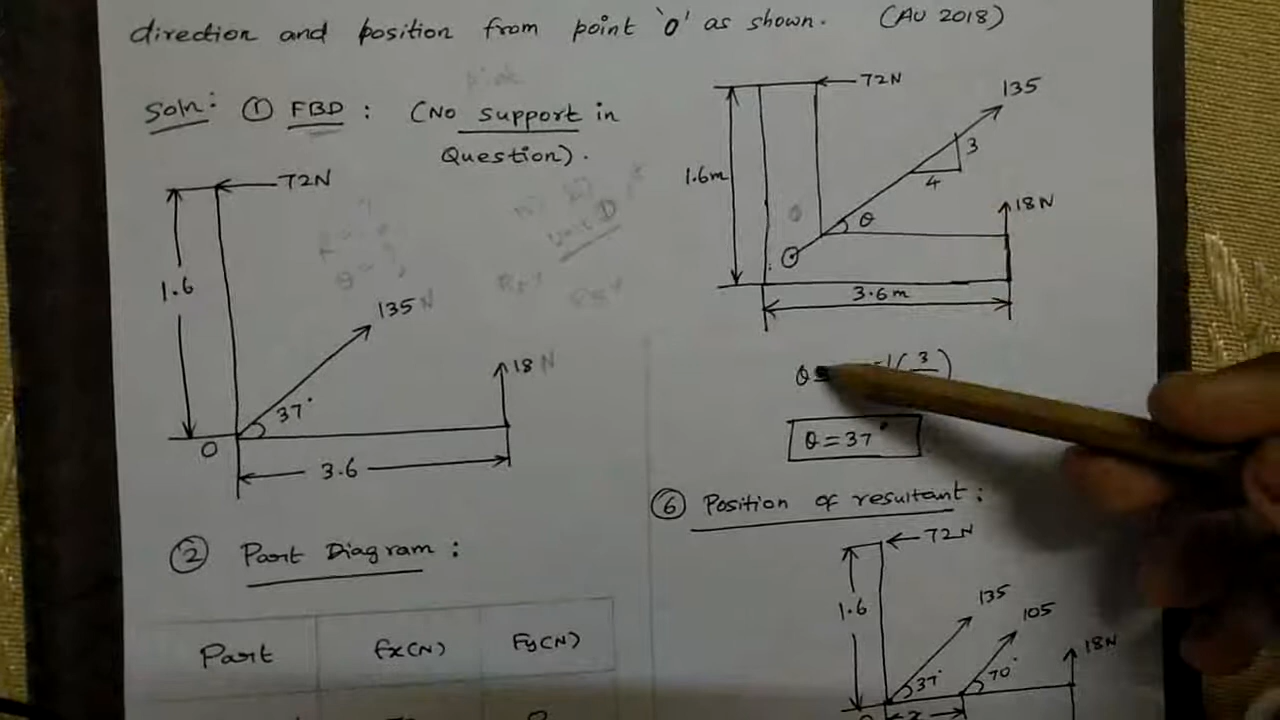 direction and position from point 'O' as shown. (AU 2018)
Soln: ① FBD : (No support in
Question).
72N
1.6
135N
37°
18N
O
3.6
② Part Diagram :
Part Fx(N) Fy(N)
72N
135
3
4
1.6m
θ
18N
3.6m
3
θ = 37°
⑥ Position of resultant :
72N
1.6
135
105
18N
37°
70°
x